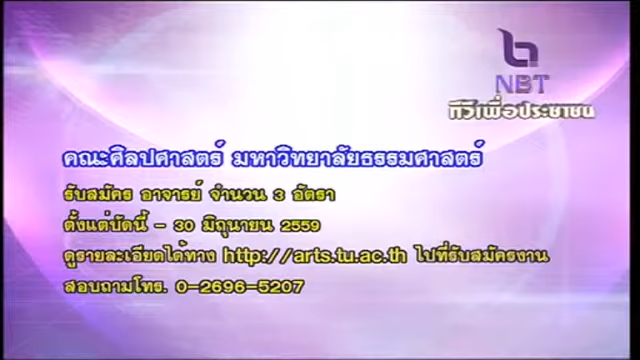 NBT
ทีวีเพื่อประชาชน
คณะศิลปศาสตร์ มหาวิทยาลัยธรรมศาสตร์
รับสมัคร อาจารย์ จำนวน 3 อัตรา
ตั้งแต่บัดนี้ - 30 มิถุนายน 2559
ดูรายละเอียดได้ทาง http://arts.tu.ac.th ไปที่รับสมัครงาน
สอบถามโทร. 0-2696-5207